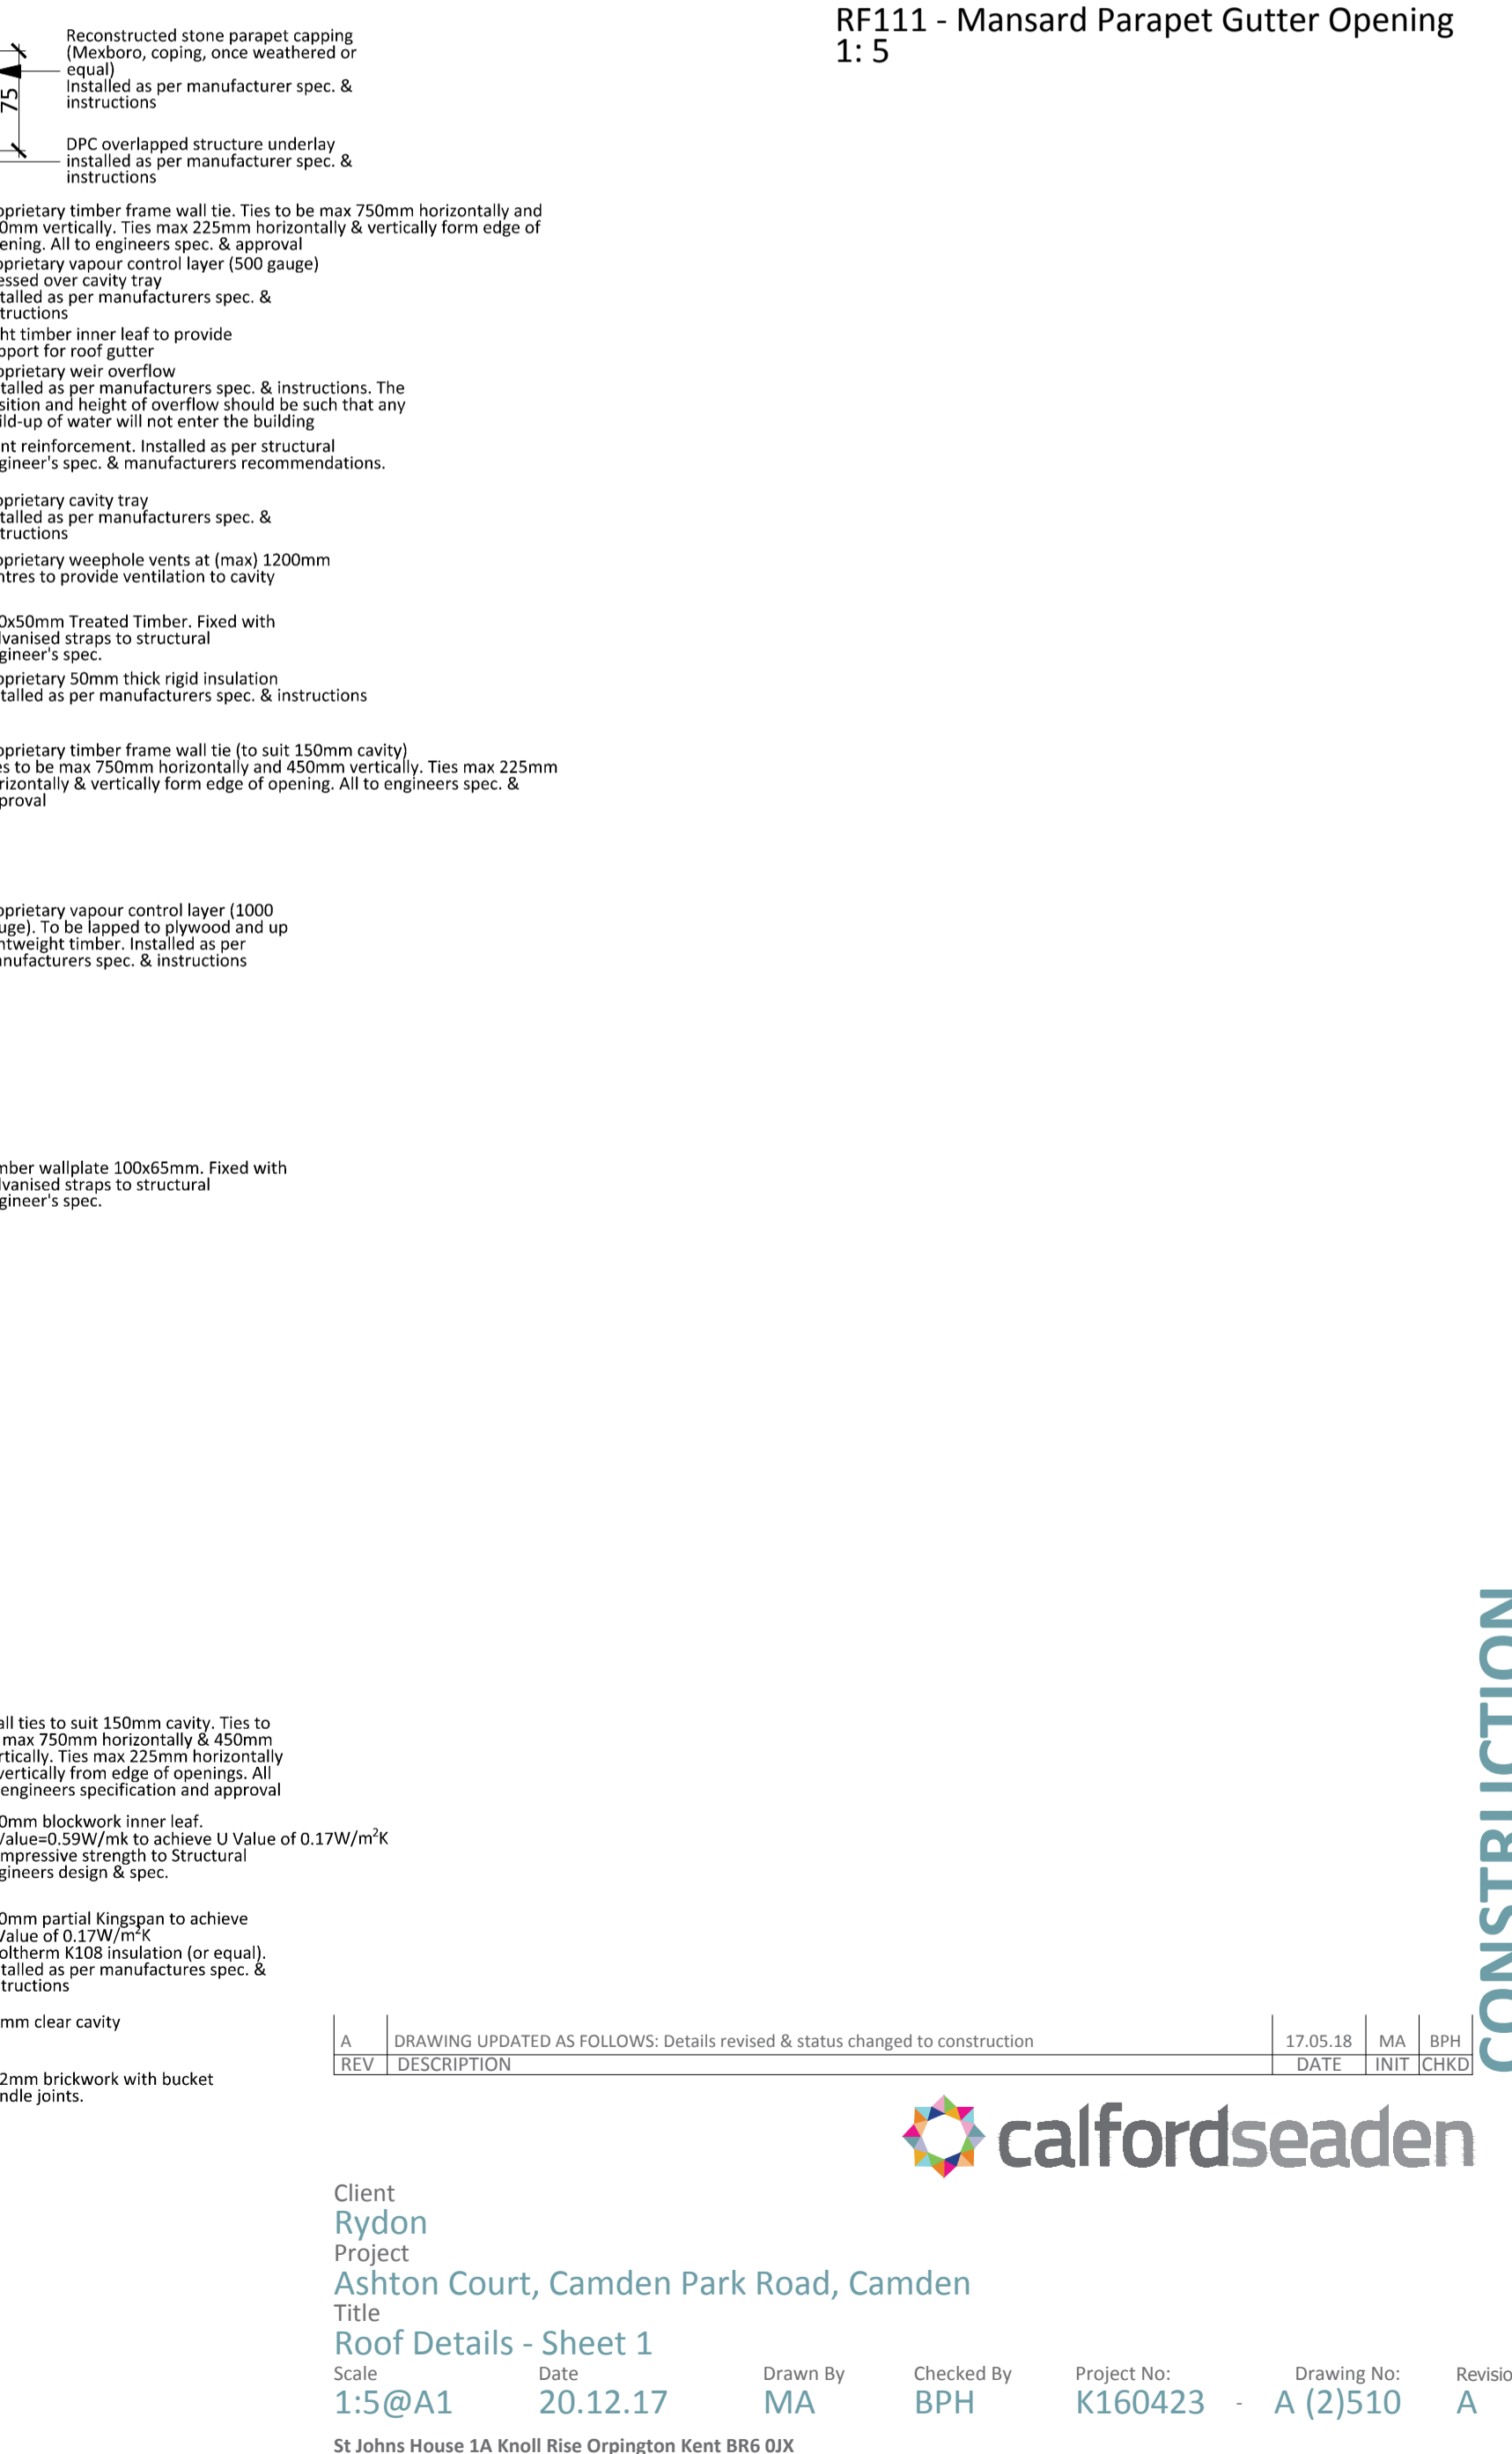 RF111 - Mansard Parapet Gutter Opening
1: 5
Reconstructed stone parapet capping
(Mexboro, coping, once weathered or
equal)
Installed as per manufacturer spec. &
instructions
75
DPC overlapped structure underlay
installed as per manufacturer spec. &
instructions
oprietary timber frame wall tie. Ties to be max 750mm horizontally and
0mm vertically. Ties max 225mm horizontally & vertically form edge of
ening. All to engineers spec. & approval
oprietary vapour control layer (500 gauge)
essed over cavity tray
talled as per manufacturers spec. &
tructions
ht timber inner leaf to provide
pport for roof gutter
oprietary weir overflow
talled as per manufacturers spec. & instructions. The
sition and height of overflow should be such that any
ild-up of water will not enter the building
nt reinforcement. Installed as per structural
gineer's spec. & manufacturers recommendations.
oprietary cavity tray
talled as per manufacturers spec. &
tructions
oprietary weephole vents at (max) 1200mm
ntres to provide ventilation to cavity
0x50mm Treated Timber. Fixed with
lvanised straps to structural
gineer's spec.
oprietary 50mm thick rigid insulation
talled as per manufacturers spec. & instructions
oprietary timber frame wall tie (to suit 150mm cavity)
es to be max 750mm horizontally and 450mm vertically. Ties max 225mm
rizontally & vertically form edge of opening. All to engineers spec. &
proval
oprietary vapour control layer (1000
uge). To be lapped to plywood and up
htweight timber. Installed as per
anufacturers spec. & instructions
mber wallplate 100x65mm. Fixed with
lvanised straps to structural
gineer's spec.
all ties to suit 150mm cavity. Ties to
max 750mm horizontally & 450mm
rtically. Ties max 225mm horizontally
vertically from edge of openings. All
engineers specification and approval
0mm blockwork inner leaf.
Value=0.59W/mk to achieve U Value of 0.17W/m²K
mpressive strength to Structural
gineers design & spec.
0mm partial Kingspan to achieve
Value of 0.17W/m²K
oltherm K108 insulation (or equal).
talled as per manufactures spec. &
tructions
mm clear cavity
2mm brickwork with bucket
ndle joints.
CONSTRUCTION
A DRAWING UPDATED AS FOLLOWS: Details revised & status changed to construction 17.05.18 MA BPH
REV DESCRIPTION DATE INIT CHKD
calfordseaden
Client
Rydon
Project
Ashton Court, Camden Park Road, Camden
Title
Roof Details - Sheet 1
Scale Date Drawn By Checked By Project No: Drawing No: Revisio
1:5@A1 20.12.17 MA BPH K160423 - A (2)510 A
St Johns House 1A Knoll Rise Orpington Kent BR6 0JX